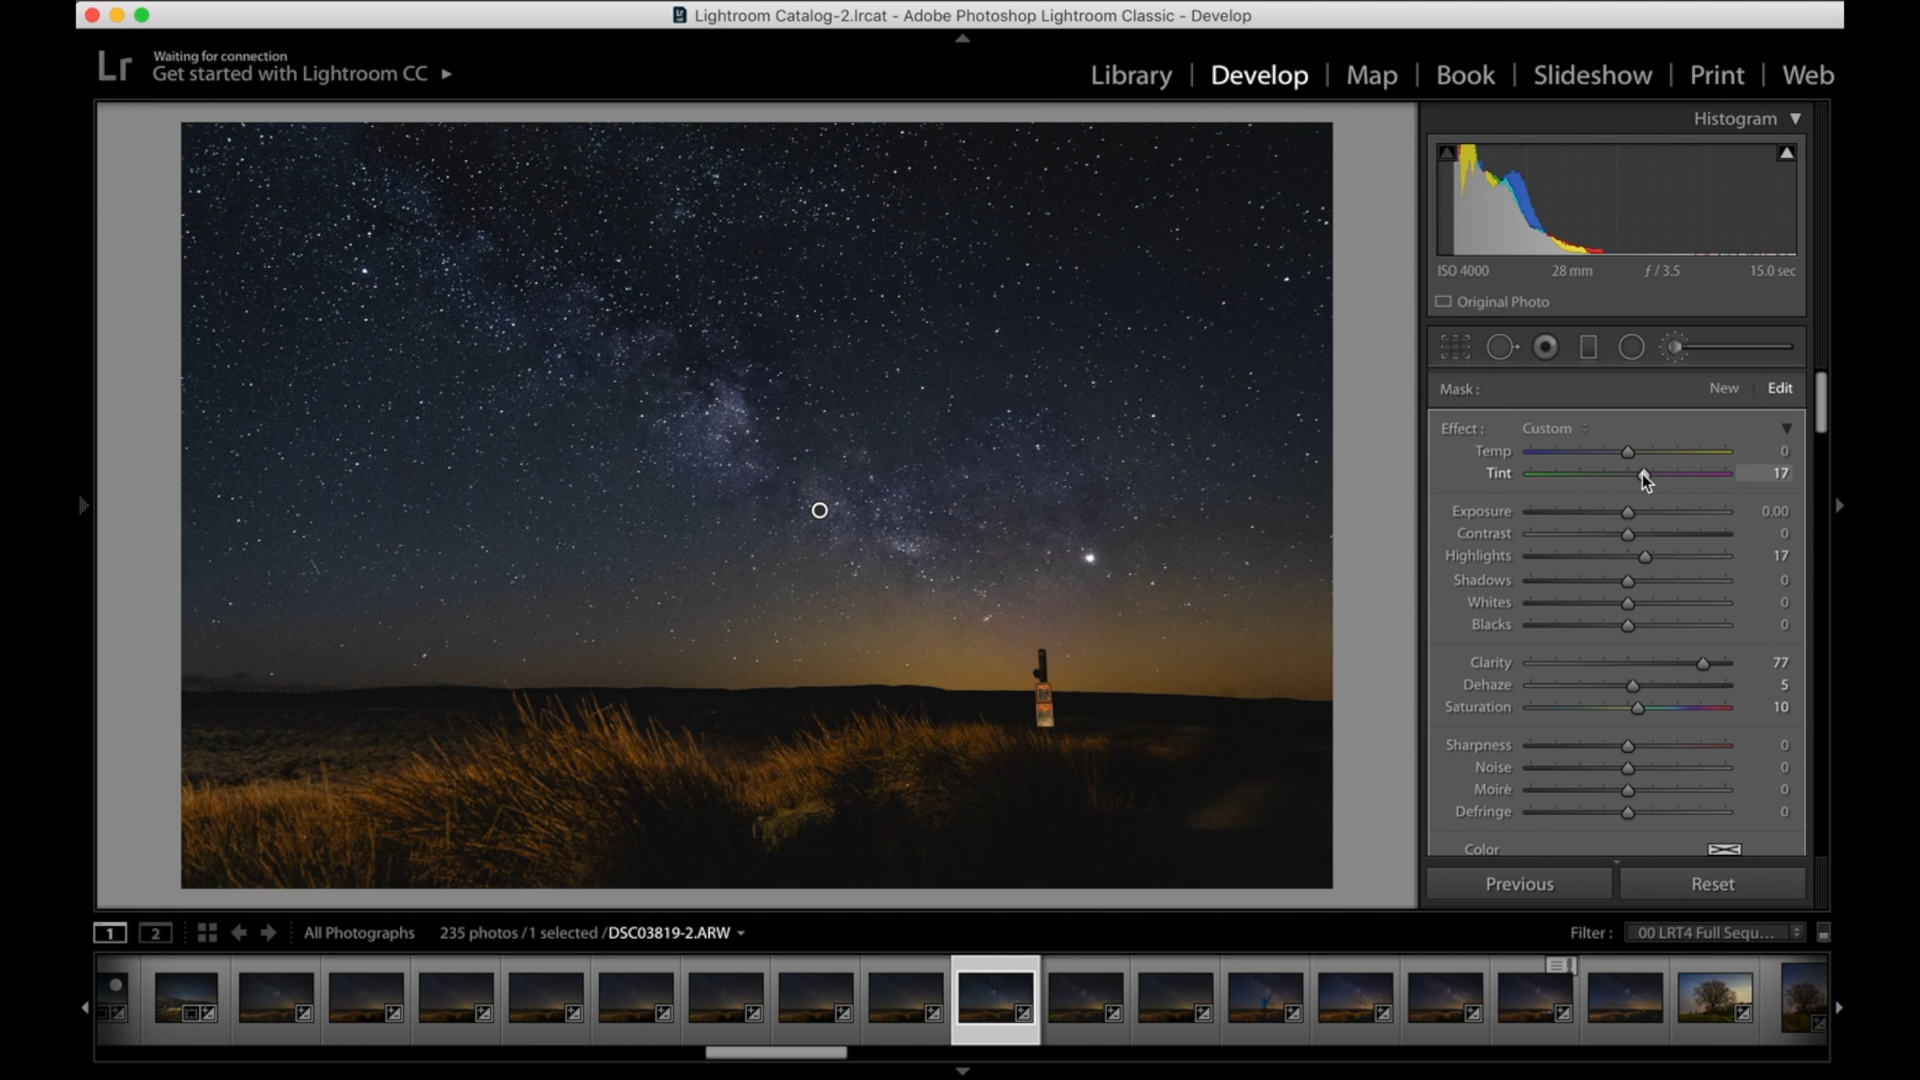 Lightroom Catalog-2.lrcat - Adobe Photoshop Lightroom Classic - Develop
Lr
Waiting for connection
Get started with Lightroom CC
Library | Develop | Map | Book | Slideshow | Print | Web
Histogram
ISO 4000 28 mm ƒ / 3.5 15.0 sec
Original Photo
Mask : New Edit
Effect : Custom
Temp 0
Tint 17
Exposure 0.00
Contrast 0
Highlights 17
Shadows 0
Whites 0
Blacks 0
Clarity 77
Dehaze 5
Saturation 10
Sharpness 0
Noise 0
Moiré 0
Defringe 0
Color
Previous Reset
1 2 All Photographs 235 photos / 1 selected / DSC03819-2.ARW Filter : 00 LRT4 Full Sequ...